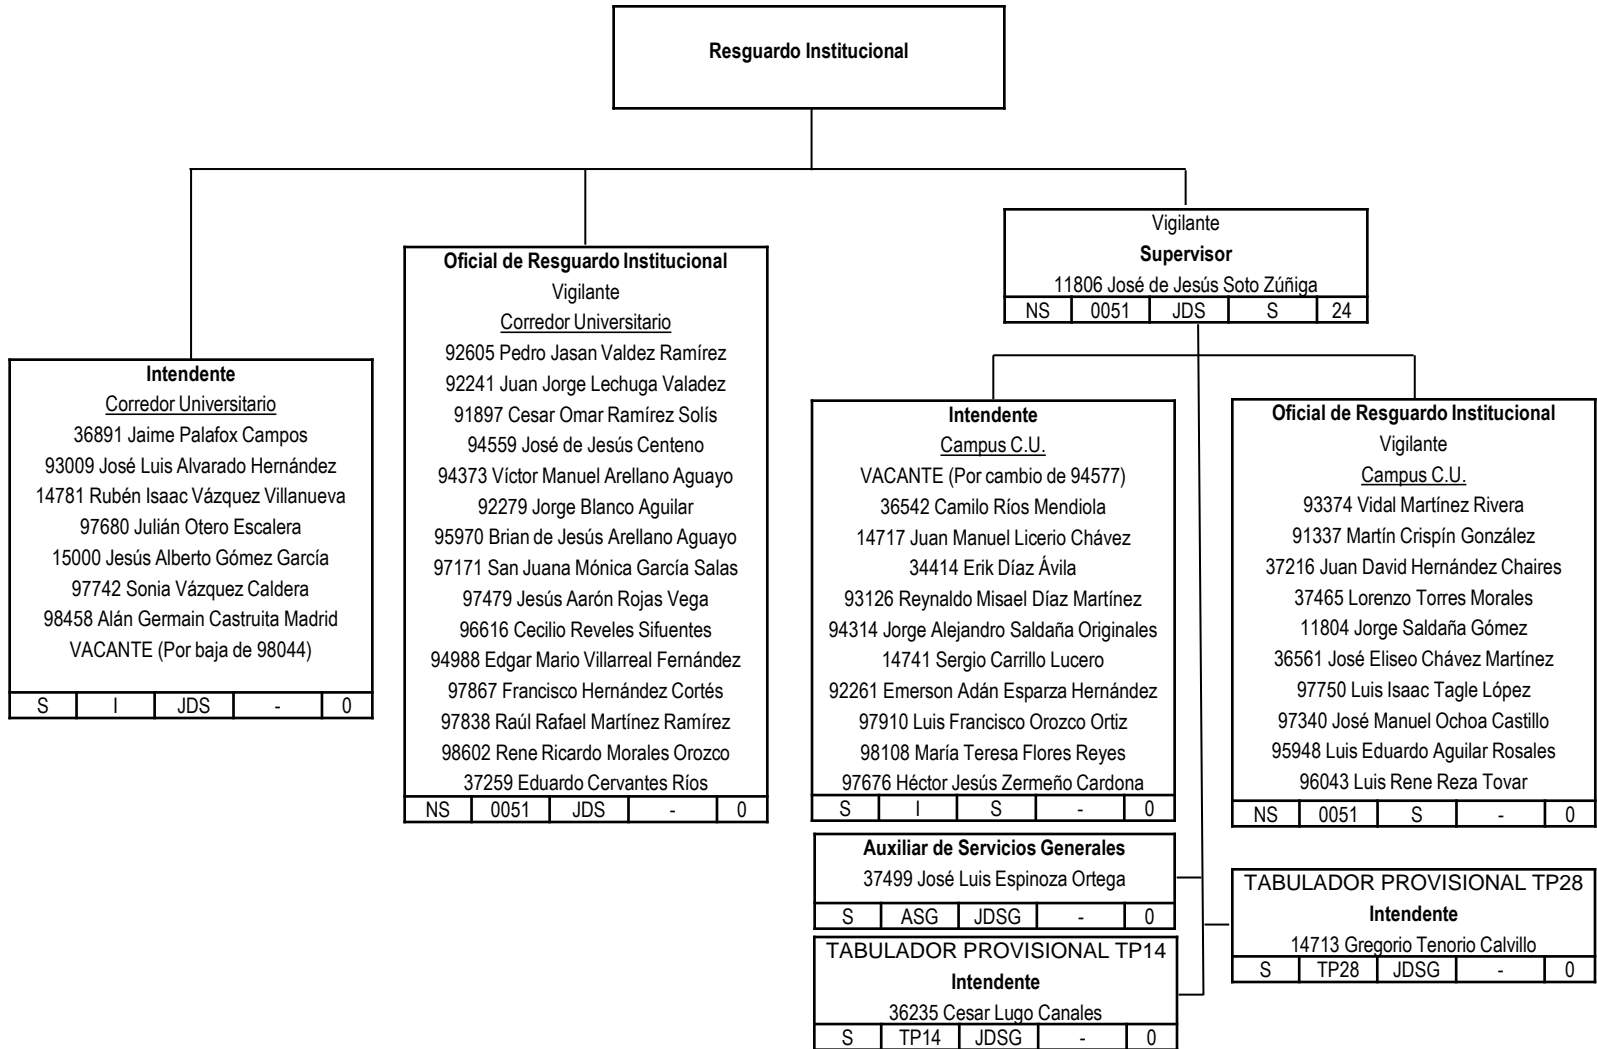 Resguardo Institucional
Intendente
Corredor Universitario
36891 Jaime Palafox Campos
93009 José Luis Alvarado Hernández
14781 Rubén Isaac Vázquez Villanueva
97680 Julián Otero Escalera
15000 Jesús Alberto Gómez García
97742 Sonia Vázquez Caldera
98458 Alán Germain Castruita Madrid
VACANTE (Por baja de 98044)
S I JDS - 0
Oficial de Resguardo Institucional
Vigilante
Corredor Universitario
92605 Pedro Jasan Valdez Ramírez
92241 Juan Jorge Lechuga Valadez
91897 Cesar Omar Ramírez Solís
94559 José de Jesús Centeno
94373 Víctor Manuel Arellano Aguayo
92279 Jorge Blanco Aguilar
95970 Brian de Jesús Arellano Aguayo
97171 San Juana Mónica García Salas
97479 Jesús Aarón Rojas Vega
96616 Cecilio Reveles Sifuentes
94988 Edgar Mario Villarreal Fernández
97867 Francisco Hernández Cortés
97838 Raúl Rafael Martínez Ramírez
98602 Rene Ricardo Morales Orozco
37259 Eduardo Cervantes Ríos
NS 0051 JDS - 0
Vigilante
Supervisor
11806 José de Jesús Soto Zúñiga
NS 0051 JDS S 24
Intendente
Campus C.U.
VACANTE (Por cambio de 94577)
36542 Camilo Ríos Mendiola
14717 Juan Manuel Licerio Chávez
34414 Erik Díaz Ávila
93126 Reynaldo Misael Díaz Martínez
94314 Jorge Alejandro Saldaña Originales
14741 Sergio Carrillo Lucero
92261 Emerson Adán Esparza Hernández
97910 Luis Francisco Orozco Ortiz
98108 María Teresa Flores Reyes
97676 Héctor Jesús Zermeño Cardona
S I S - 0
Oficial de Resguardo Institucional
Vigilante
Campus C.U.
93374 Vidal Martínez Rivera
91337 Martín Crispín González
37216 Juan David Hernández Chaires
37465 Lorenzo Torres Morales
11804 Jorge Saldaña Gómez
36561 José Eliseo Chávez Martínez
97750 Luis Isaac Tagle López
97340 José Manuel Ochoa Castillo
95948 Luis Eduardo Aguilar Rosales
96043 Luis Rene Reza Tovar
NS 0051 S - 0
Auxiliar de Servicios Generales
37499 José Luis Espinoza Ortega
S ASG JDSG - 0
TABULADOR PROVISIONAL TP14
Intendente
36235 Cesar Lugo Canales
S TP14 JDSG - 0
TABULADOR PROVISIONAL TP28
Intendente
14713 Gregorio Tenorio Calvillo
S TP28 JDSG - 0